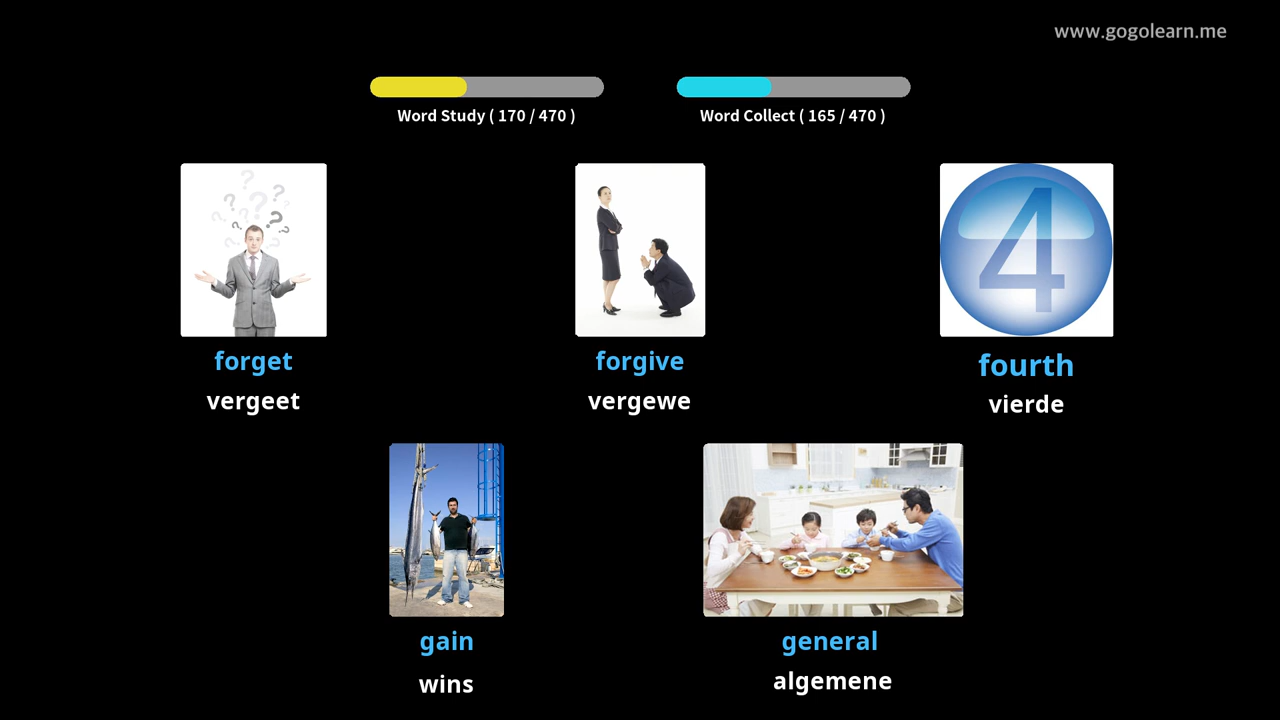 www.gogolearn.me
Word Study ( 170 / 470 )
Word Collect ( 165 / 470 )
4
forget
vergeet
forgive
vergewe
fourth
vierde
gain
wins
general
algemene